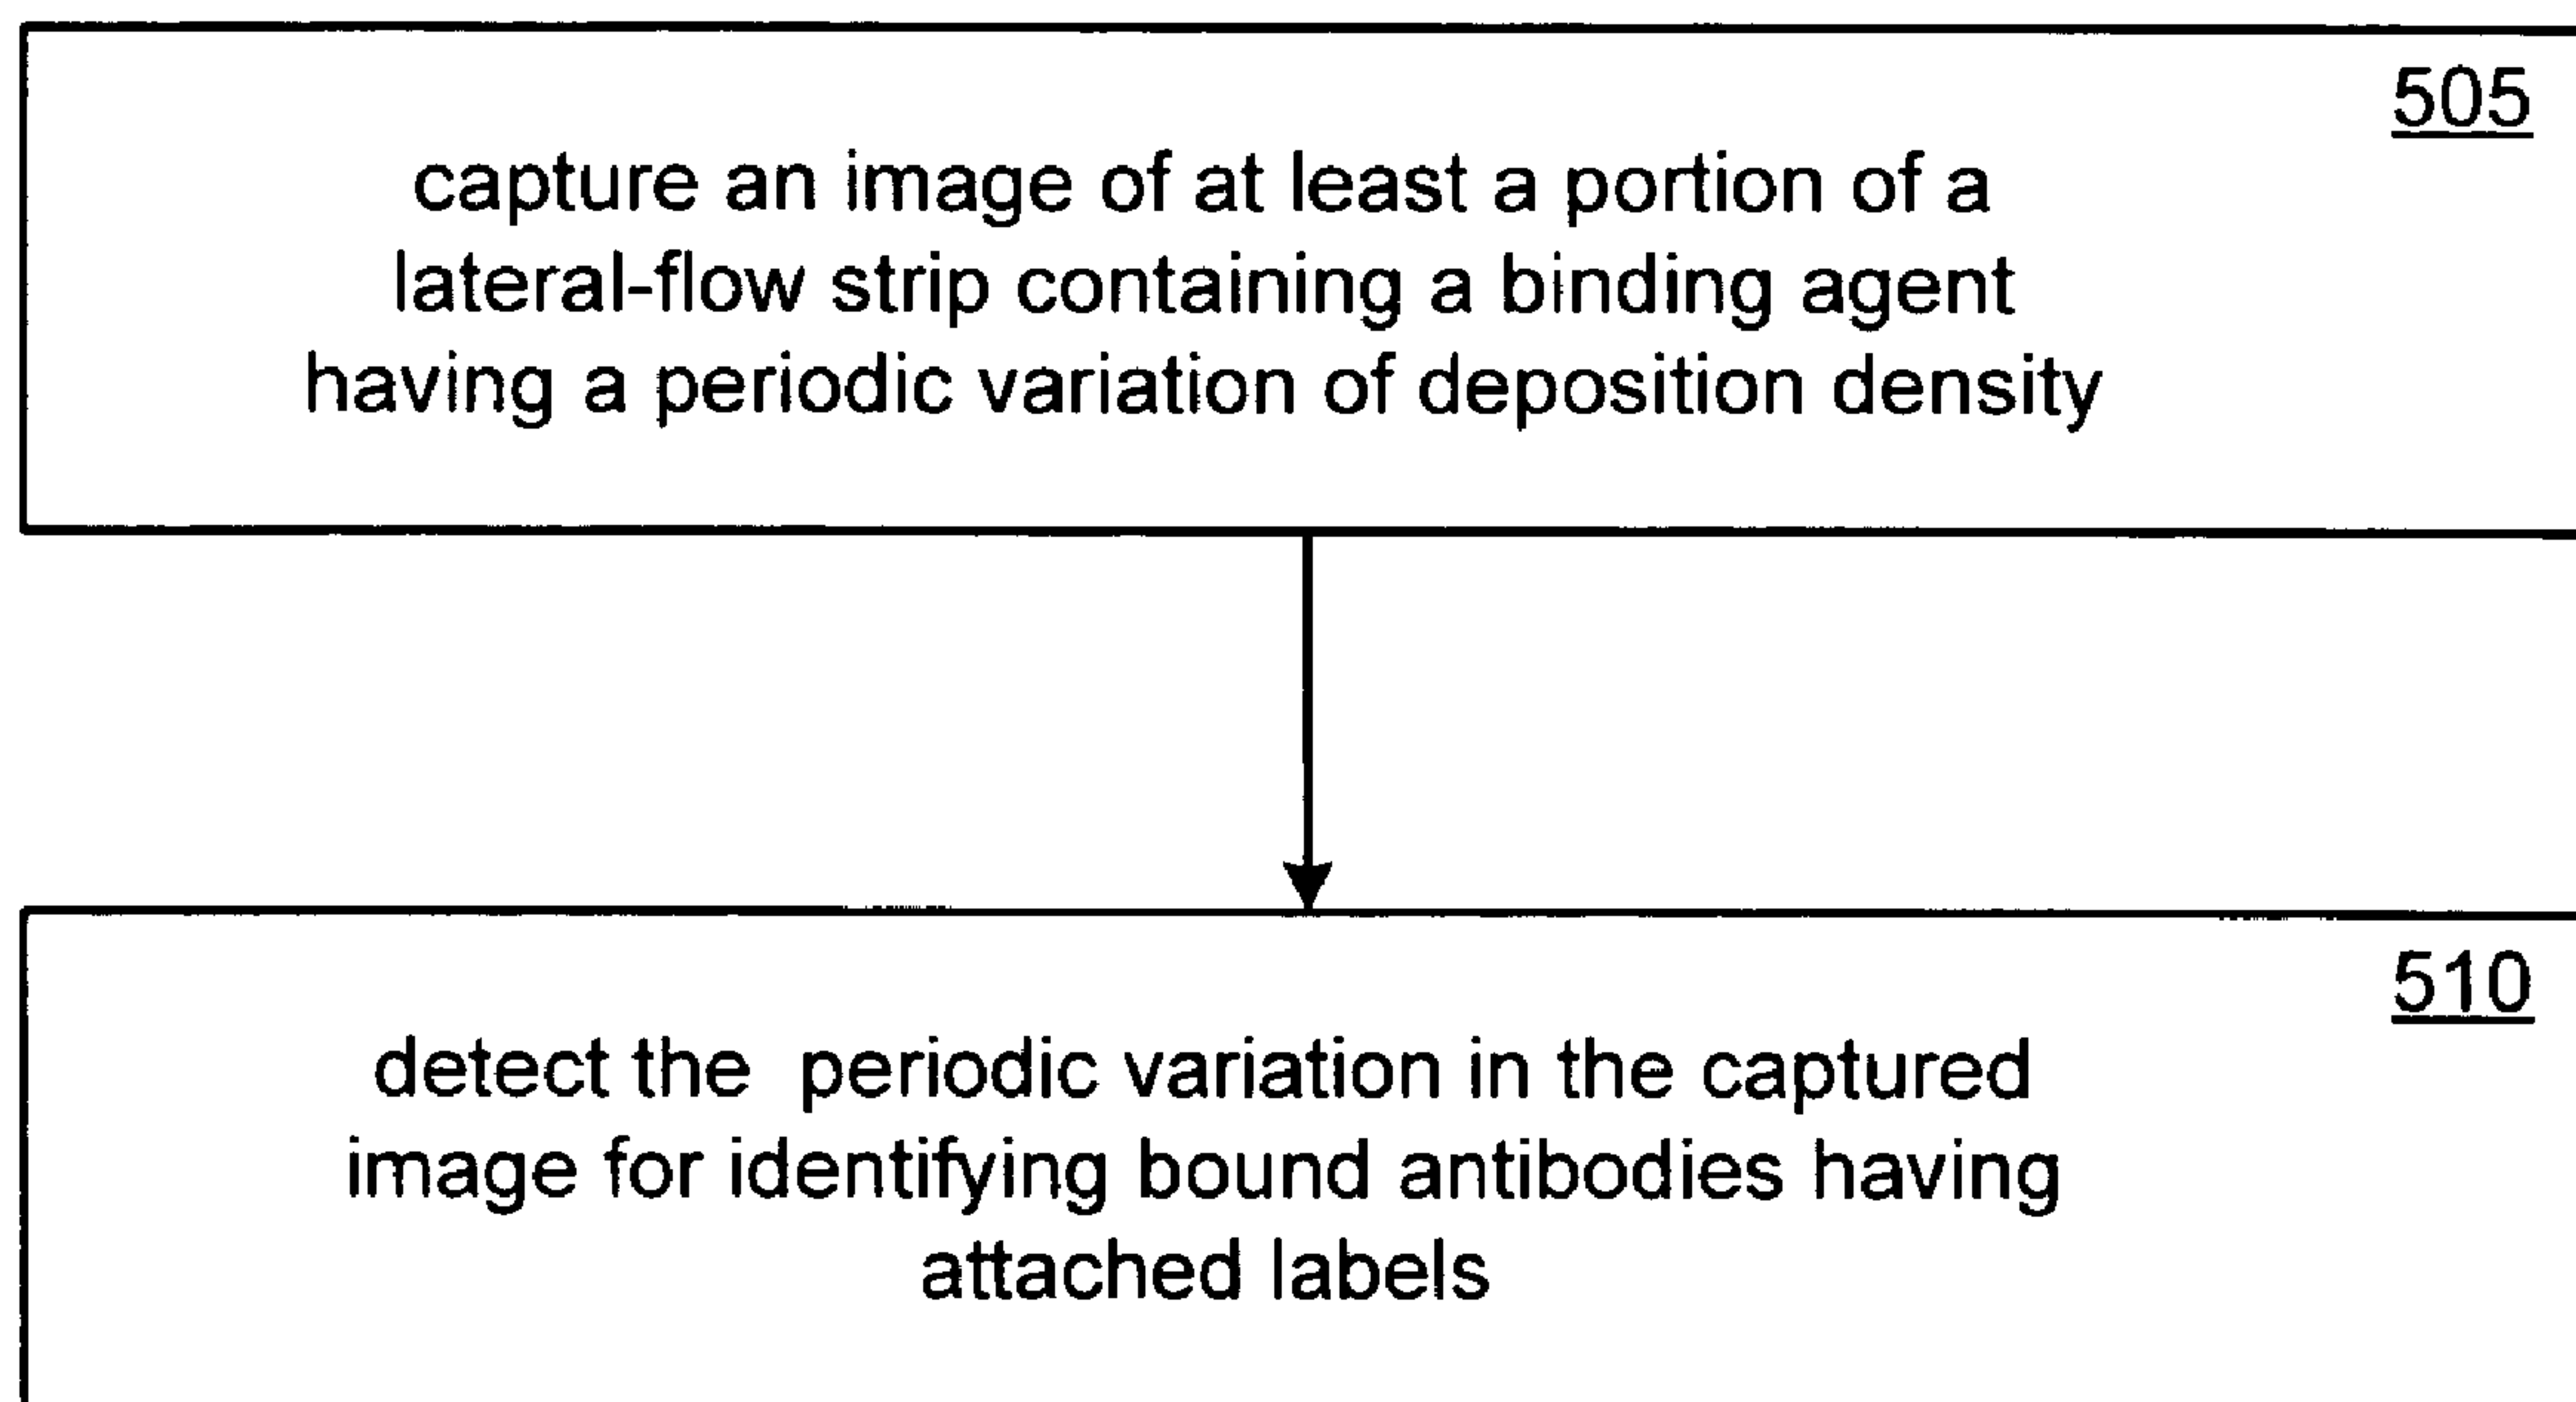 505
capture an image of at least a portion of a
lateral-flow strip containing a binding agent
having a periodic variation of deposition density
510
detect the periodic variation in the captured
image for identifying bound antibodies having
attached labels